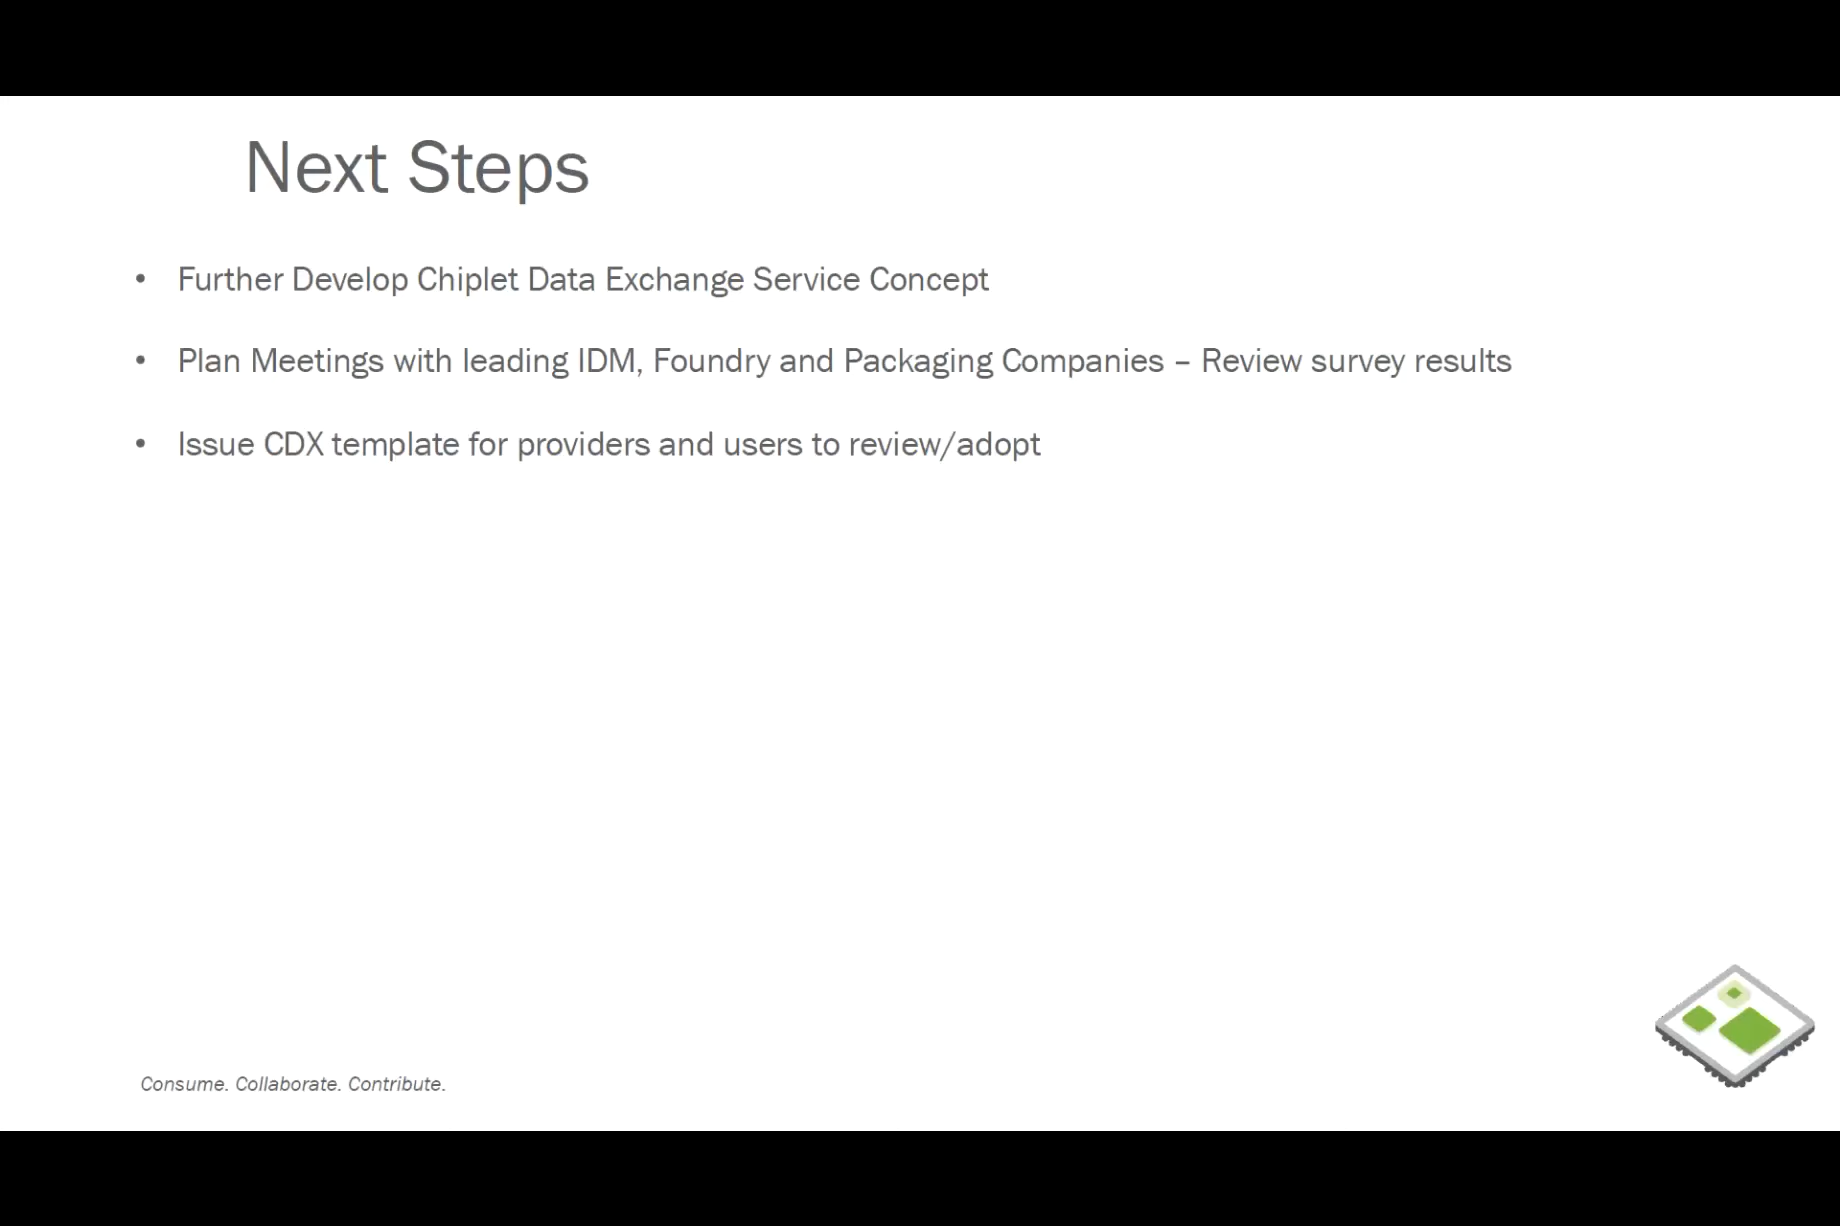 Next Steps
• Further Develop Chiplet Data Exchange Service Concept
• Plan Meetings with leading IDM, Foundry and Packaging Companies – Review survey results
• Issue CDX template for providers and users to review/adopt
Consume. Collaborate. Contribute.